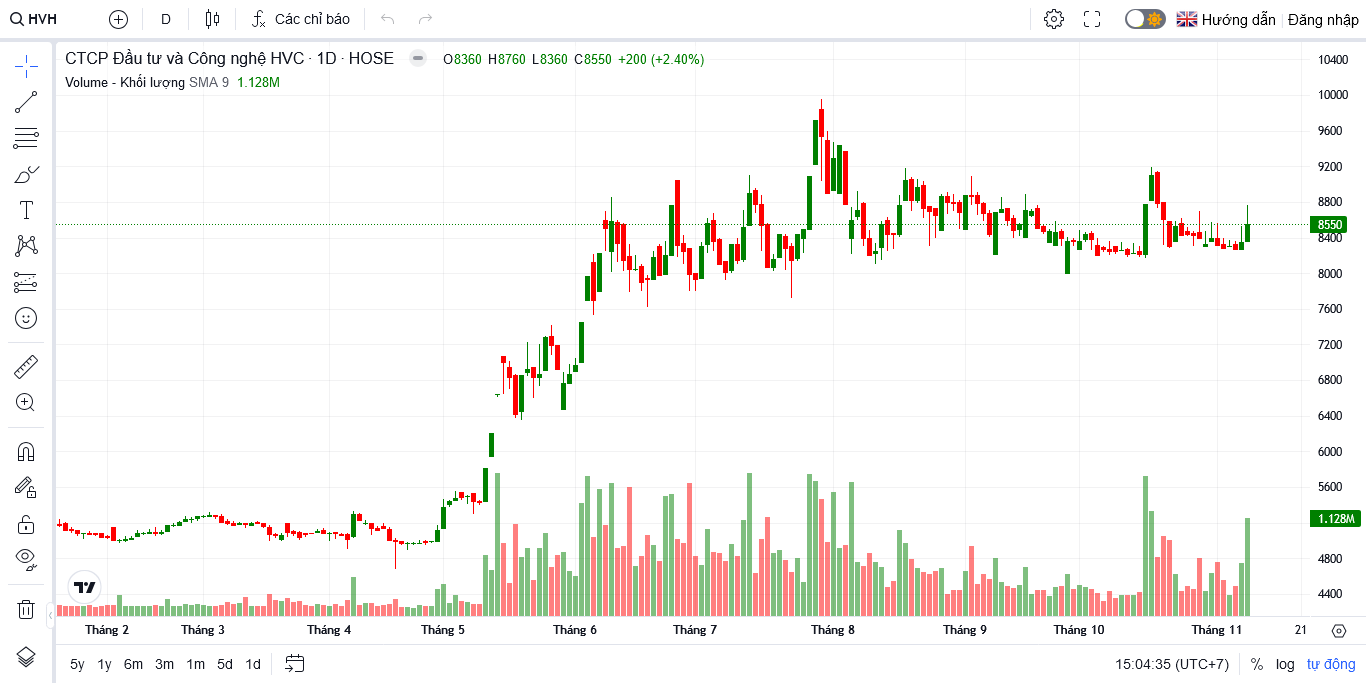 HVH D Các chỉ báo Hướng dẫn Đăng nhập
CTCP Đầu tư và Công nghệ HVC · 1D · HOSE O8360 H8760 L8360 C8550 +200 (+2.40%)
Volume - Khối lượng SMA 9 1.128M
10400
10000
9600
9200
8800
8550
8400
8000
7600
7200
6800
6400
6000
5600
1.128M
4800
4400
Tháng 2 Tháng 3 Tháng 4 Tháng 5 Tháng 6 Tháng 7 Tháng 8 Tháng 9 Tháng 10 Tháng 11 21
5y 1y 6m 3m 1m 5d 1d 15:04:35 (UTC+7) % log tự động